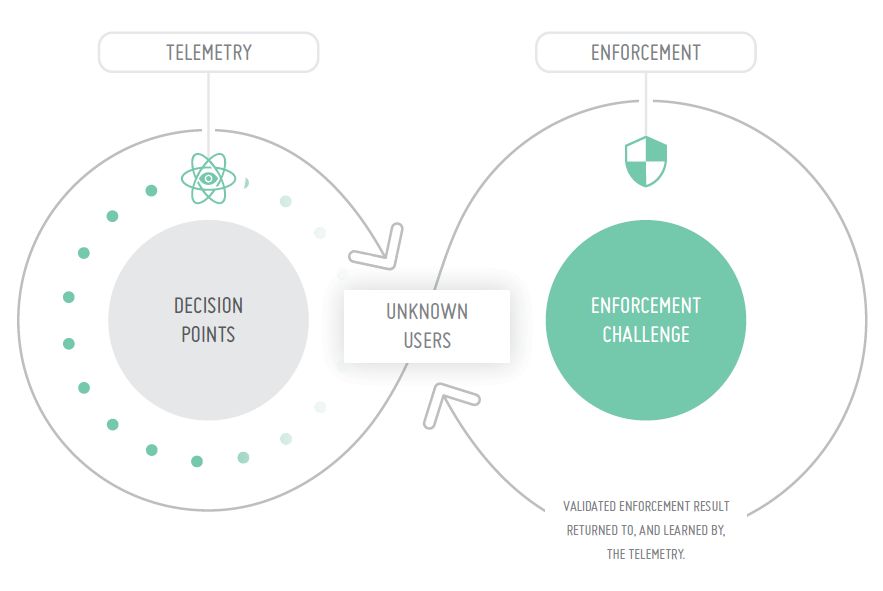 TELEMETRY
ENFORCEMENT
DECISION
POINTS
UNKNOWN
USERS
ENFORCEMENT
CHALLENGE
VALIDATED ENFORCEMENT RESULT
RETURNED TO, AND LEARNED BY,
THE TELEMETRY.